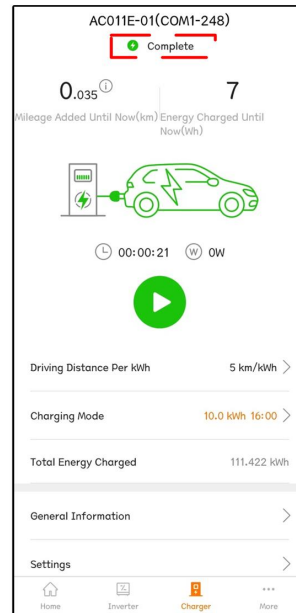 AC011E-01(COM1-248)
Complete
0.035
7
Mileage Added Until Now(km)
Energy Charged Until
Now(Wh)
00:00:21
W
0W
Driving Distance Per kWh
5 km/kWh
Charging Mode
10.0 kWh 16:00
Total Energy Charged
111.422 kWh
General Information
Settings
Home
Inverter
Charger
More